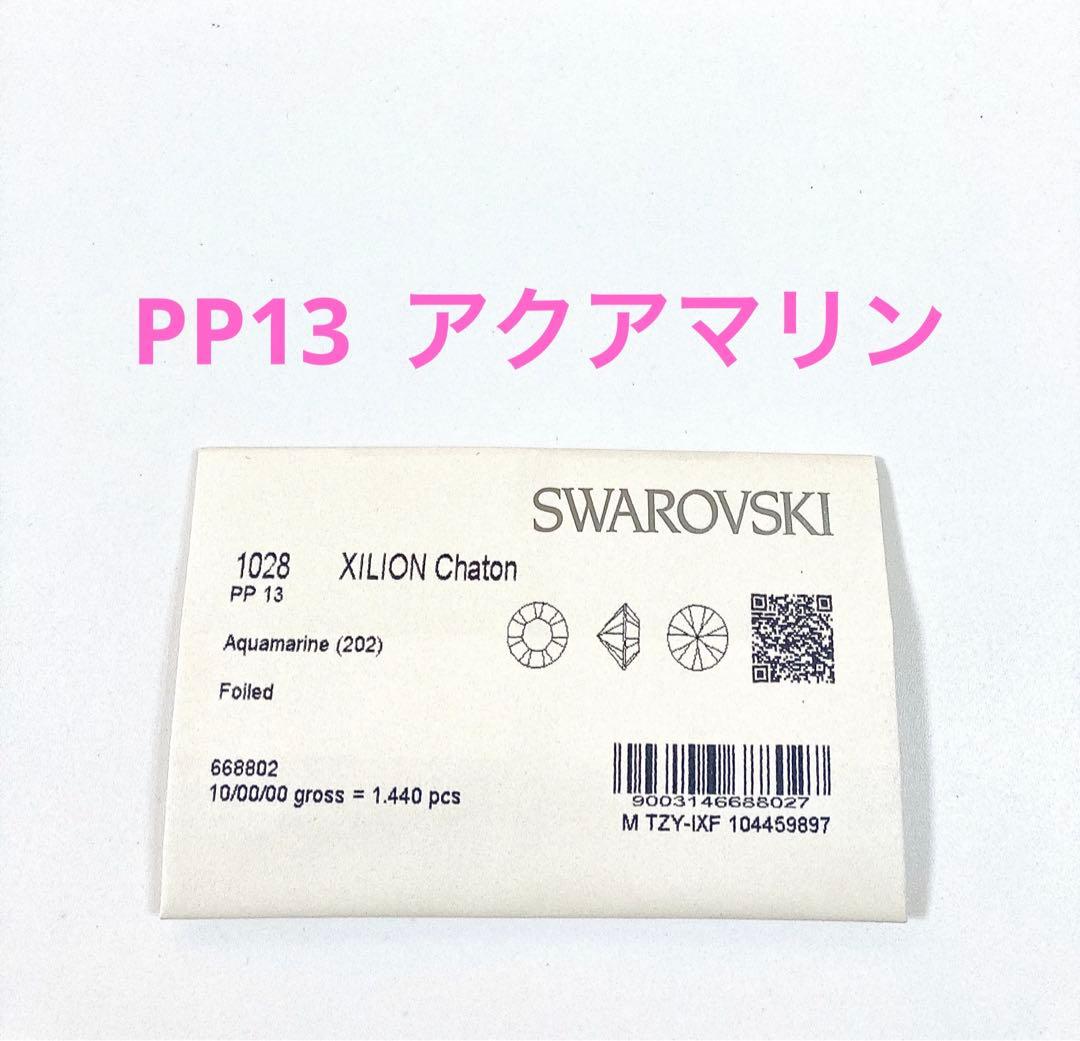 PP13 アクアマリン
SWAROVSKI
1028 XILION Chaton
PP 13
Aquamarine (202)
Foiled
668802
10/00/00 gross = 1.440 pcs
9003146688027
M TZY-IXF 104459897